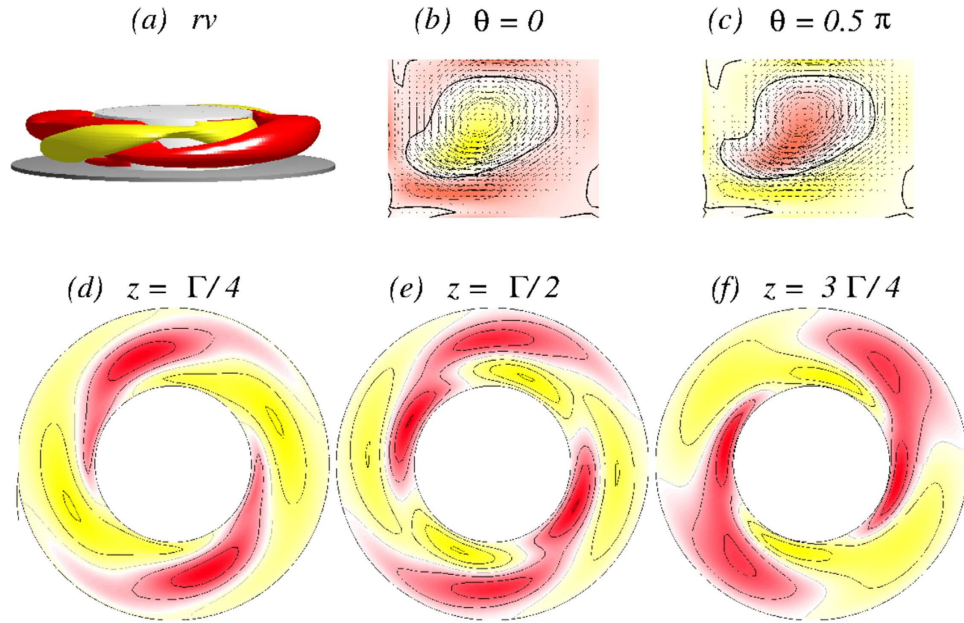 (a) rv
(b) θ = 0
(c) θ = 0.5 π
(d) z = Γ/4
(e) z = Γ/2
(f) z = 3 Γ/4